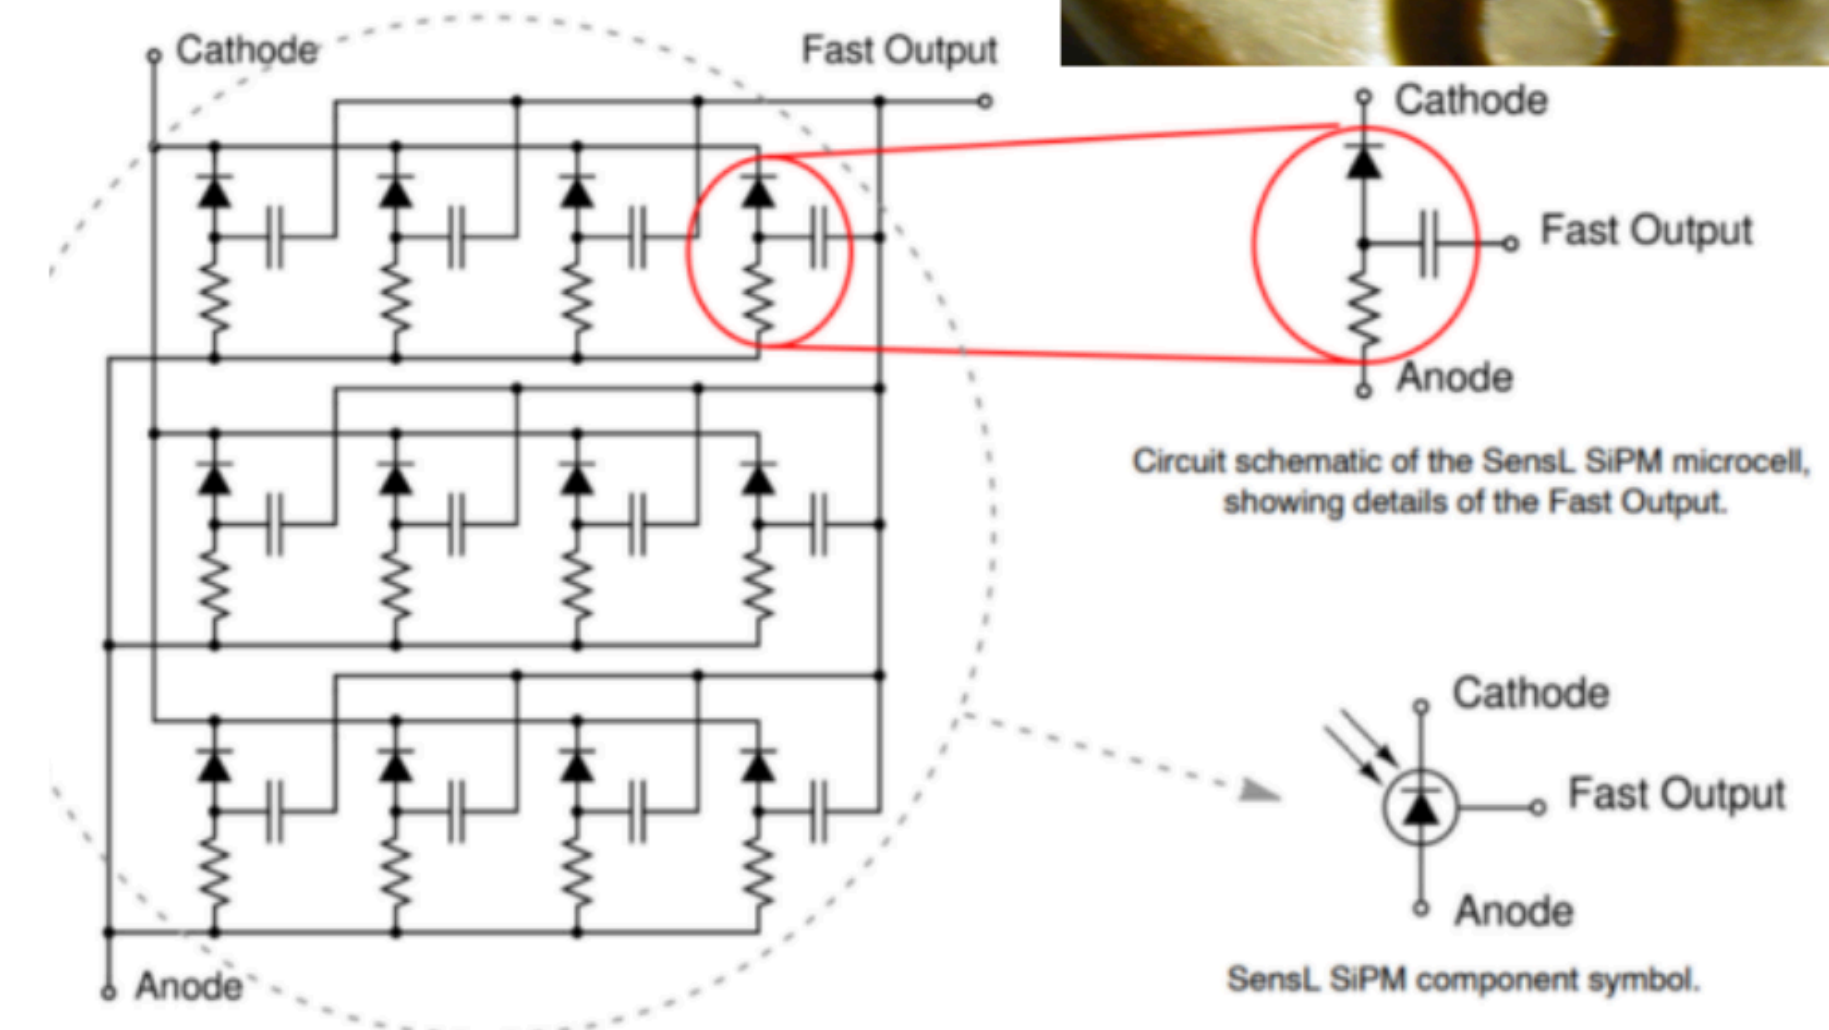 Cathode
Fast Output
Cathode
Fast Output
Anode
Circuit schematic of the SensL SiPM microcell,
showing details of the Fast Output.
Cathode
Fast Output
Anode
SensL SiPM component symbol.
Anode